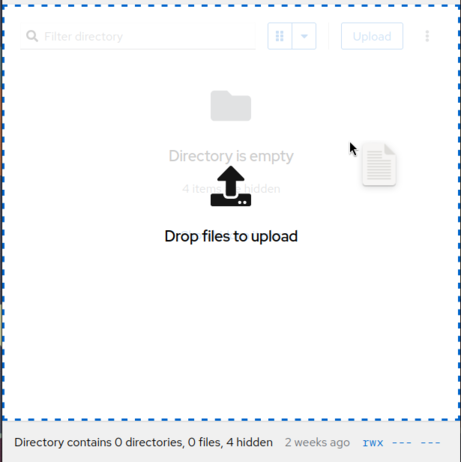 Filter directory
Upload
Directory is empty
4 items are hidden
Drop files to upload
Directory contains 0 directories, 0 files, 4 hidden 2 weeks ago rwx --- ---